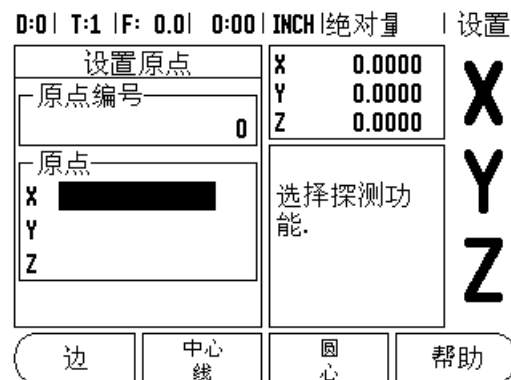 D:0 | T:1 | F: 0.0 | 0:00 | INCH | 绝对量 | 设置
设置原点
原点编号
0
原点
X
Y
Z
X 0.0000
Y 0.0000
Z 0.0000
选择探测功
能.
X
Y
Z
边
中心
线
圆
心
帮助